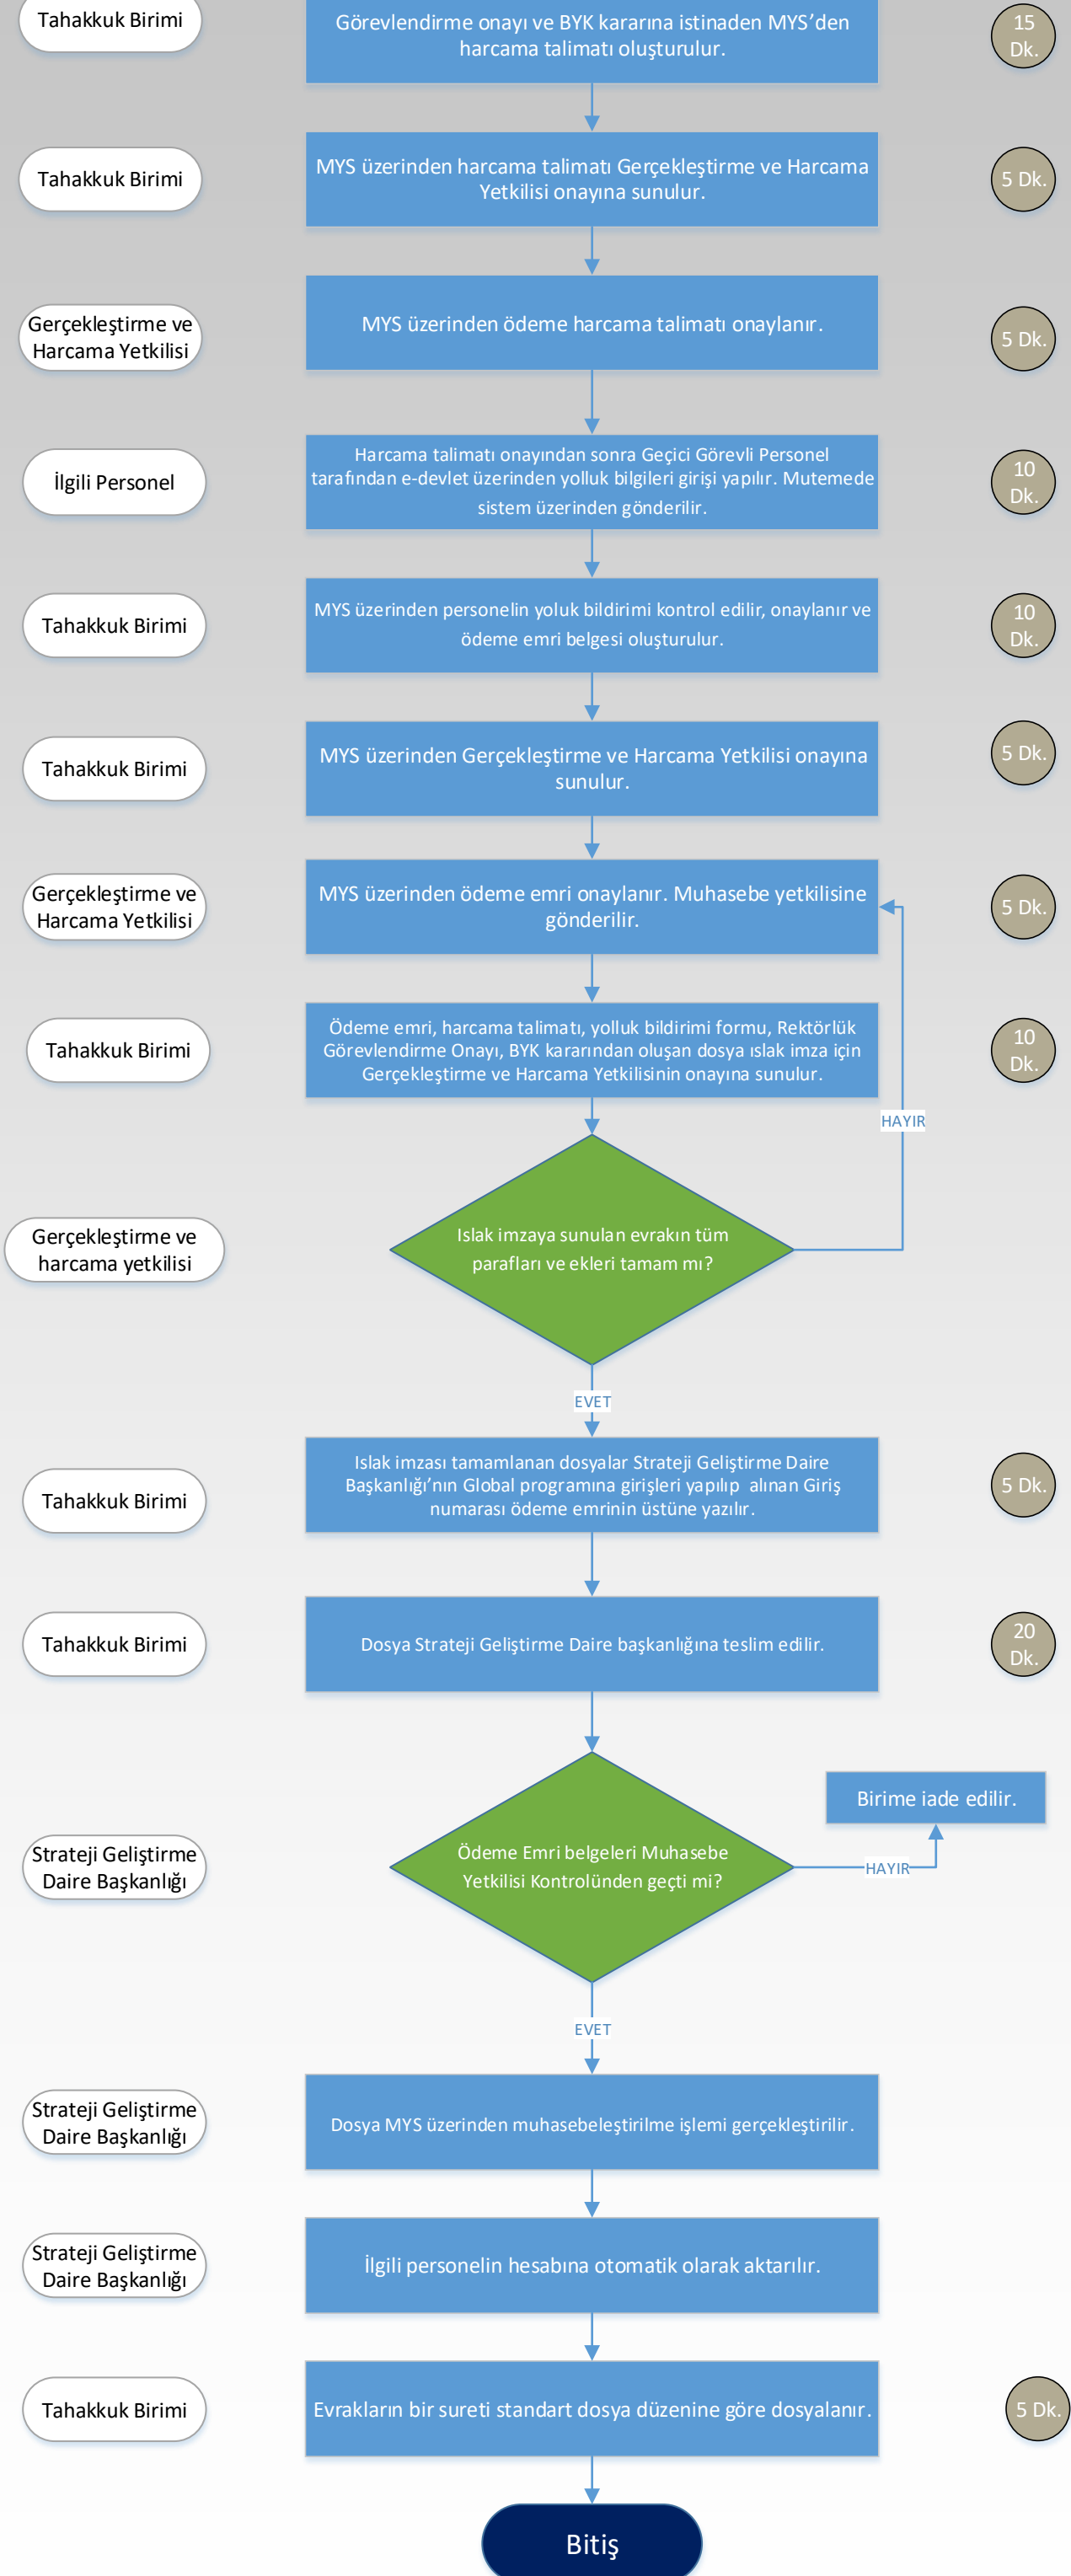 Tahakkuk Birimi
Görevlendirme onayı ve BYK kararına istinaden MYS’den
harcama talimatı oluşturulur.
15
Dk.
Tahakkuk Birimi
MYS üzerinden harcama talimatı Gerçekleştirme ve Harcama
Yetkilisi onayına sunulur.
5 Dk.
Gerçekleştirme ve
Harcama Yetkilisi
MYS üzerinden ödeme harcama talimatı onaylanır.
5 Dk.
İlgili Personel
Harcama talimatı onayından sonra Geçici Görevli Personel
tarafından e-devlet üzerinden yolluk bilgileri girişi yapılır. Mutemede
sistem üzerinden gönderilir.
10
Dk.
Tahakkuk Birimi
MYS üzerinden personelin yoluk bildirimi kontrol edilir, onaylanır ve
ödeme emri belgesi oluşturulur.
10
Dk.
Tahakkuk Birimi
MYS üzerinden Gerçekleştirme ve Harcama Yetkilisi onayına
sunulur.
5 Dk.
Gerçekleştirme ve
Harcama Yetkilisi
MYS üzerinden ödeme emri onaylanır. Muhasebe yetkilisine
gönderilir.
5 Dk.
Tahakkuk Birimi
Ödeme emri, harcama talimatı, yolluk bildirimi formu, Rektörlük
Görevlendirme Onayı, BYK kararından oluşan dosya ıslak imza için
Gerçekleştirme ve Harcama Yetkilisinin onayına sunulur.
10
Dk.
HAYIR
Gerçekleştirme ve
harcama yetkilisi
Islak imzaya sunulan evrakın tüm
parafları ve ekleri tamam mı?
EVET
Tahakkuk Birimi
Islak imzası tamamlanan dosyalar Strateji Geliştirme Daire
Başkanlığı’nın Global programına girişleri yapılıp alınan Giriş
numarası ödeme emrinin üstüne yazılır.
5 Dk.
Tahakkuk Birimi
Dosya Strateji Geliştirme Daire başkanlığına teslim edilir.
20
Dk.
Birime iade edilir.
Strateji Geliştirme
Daire Başkanlığı
Ödeme Emri belgeleri Muhasebe
Yetkilisi Kontrolünden geçti mi?
HAYIR
EVET
Strateji Geliştirme
Daire Başkanlığı
Dosya MYS üzerinden muhasebeleştirilme işlemi gerçekleştirilir.
Strateji Geliştirme
Daire Başkanlığı
İlgili personelin hesabına otomatik olarak aktarılır.
Tahakkuk Birimi
Evrakların bir sureti standart dosya düzenine göre dosyalanır.
5 Dk.
Bitiş